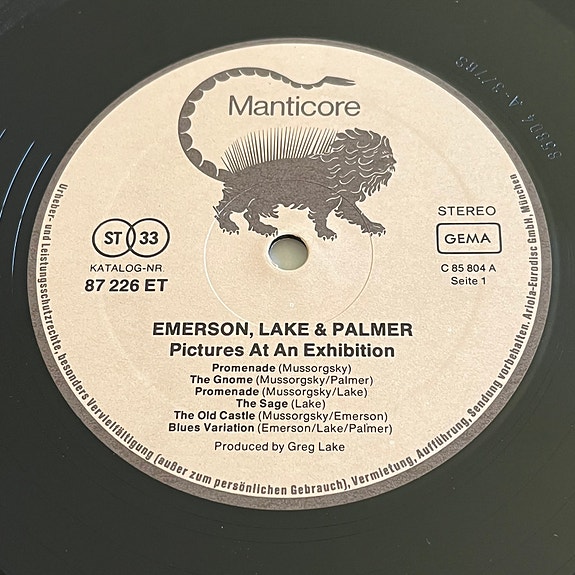 Manticore
ST 33
KATALOG-NR.
87 226 ET
STEREO
GEMA
C 85 804 A
Seite 1
EMERSON, LAKE & PALMER
Pictures At An Exhibition
Promenade (Mussorgsky)
The Gnome (Mussorgsky/Palmer)
Promenade (Mussorgsky/Lake)
The Sage (Lake)
The Old Castle (Mussorgsky/Emerson)
Blues Variation (Emerson/Lake/Palmer)
Produced by Greg Lake
Urheber- und Leistungsschutzrechte, besonders Vervielfältigung (außer zum persönlichen Gebrauch), Vermietung, Aufführung, Sendung vorbehalten. Ariola-Eurodisc GmbH, München